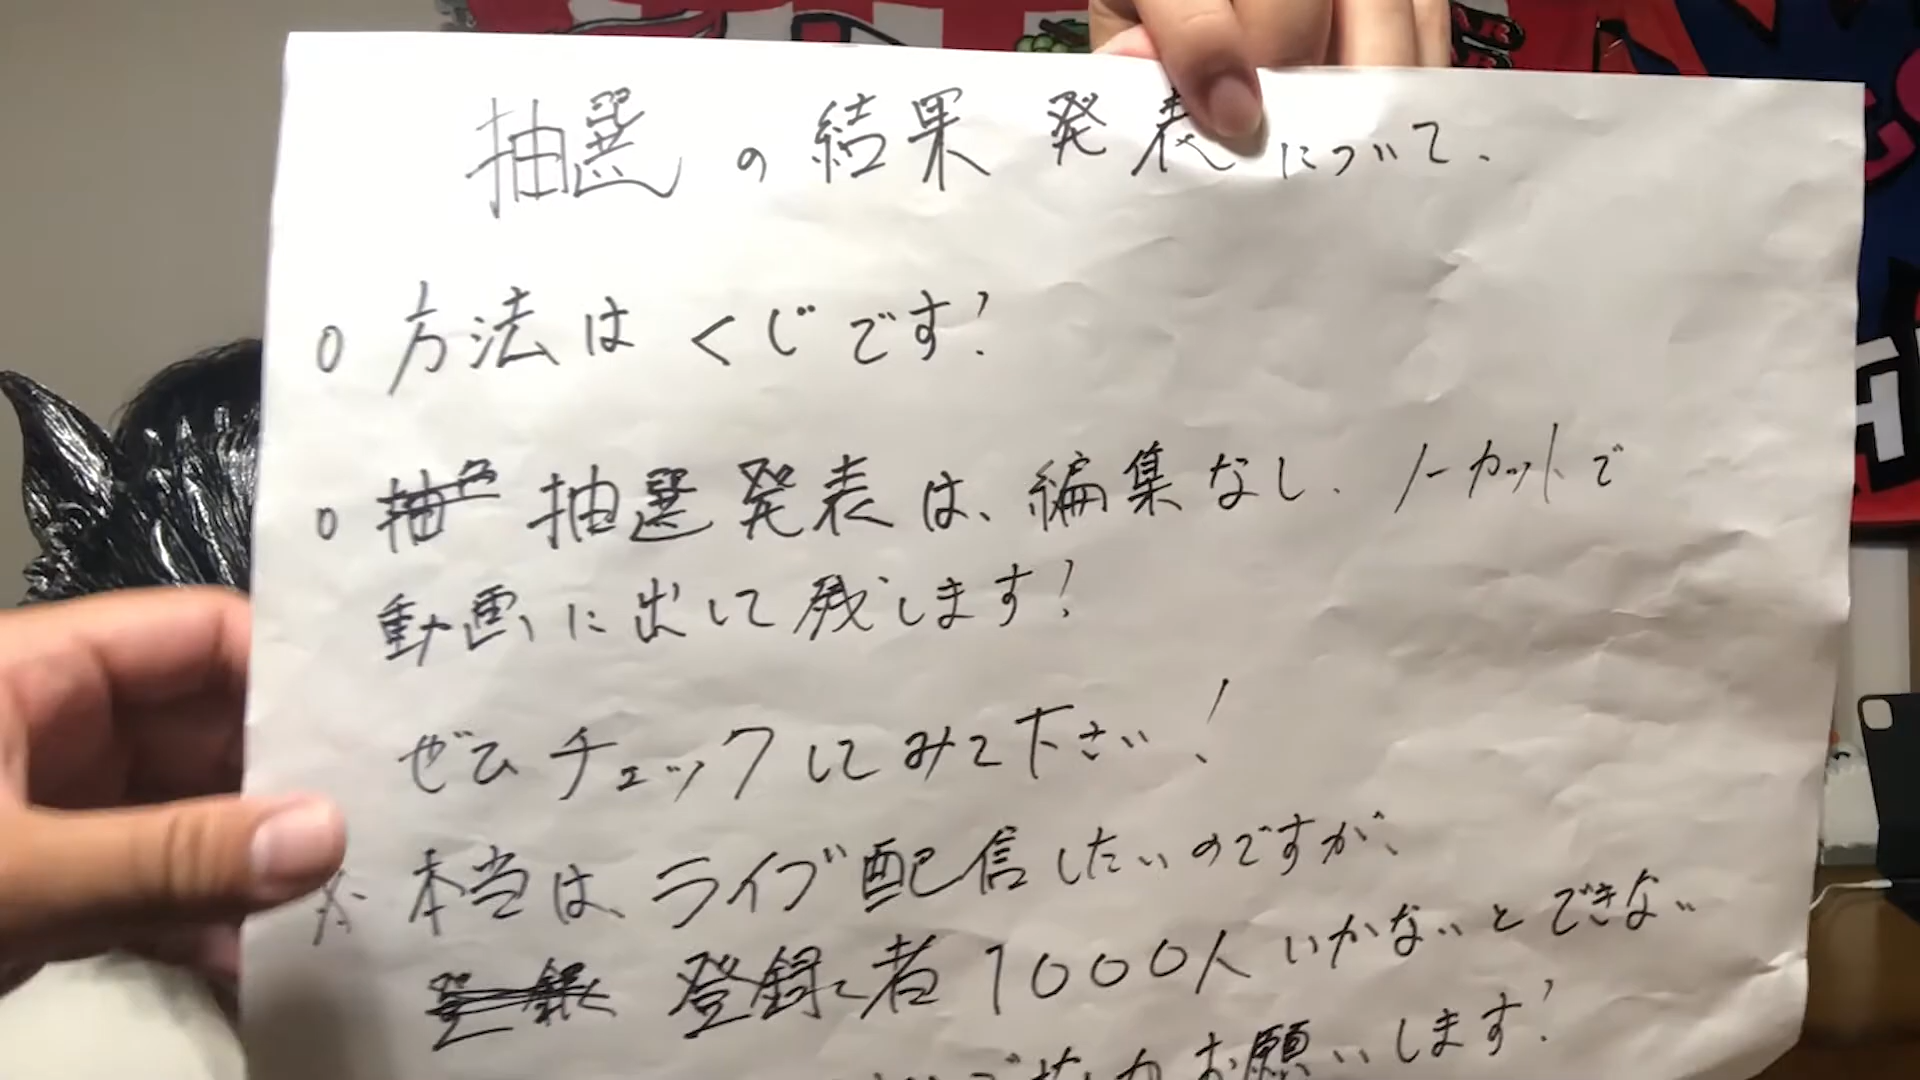 抽選の結果発表について、
○ 方法はくじです!
○ 抽選発表は、編集なし、ノーカットで
動画に出して残します!
ぜひチェックしてみて下さい!
※ 本当は、ライブ配信したいのですが、
登録者1000人いかないとできない
お願いします!